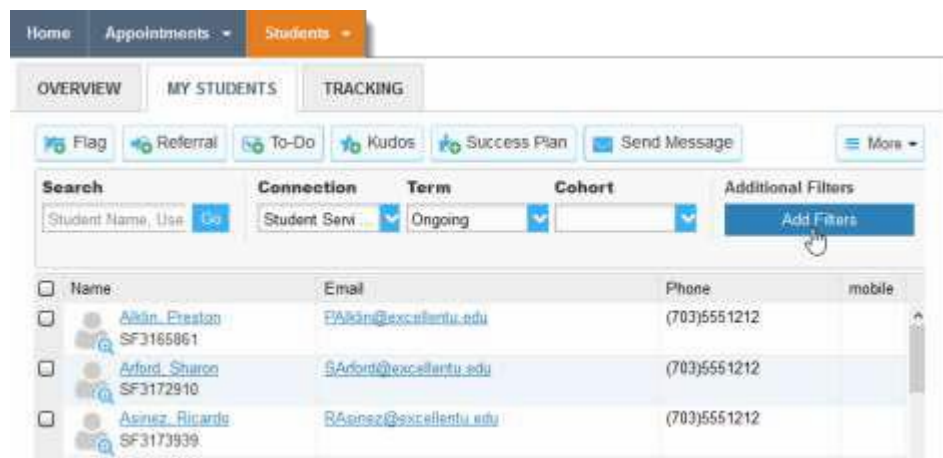 Home Appointments Students
OVERVIEW MY STUDENTS TRACKING
Flag Referral To-Do Kudos Success Plan Send Message More
Search Connection Term Cohort Additional Filters
Student Name, Use Go Student Servi ... Ongoing Add Filters
Name Email Phone mobile
Aiklin, Preston PAiklin@excellentu.edu (703)5551212
SF3165861
Arford, Sharon SArford@excellentu.edu (703)5551212
SF3172910
Asinez, Ricardo RAsinez@excellentu.edu (703)5551212
SF3173939